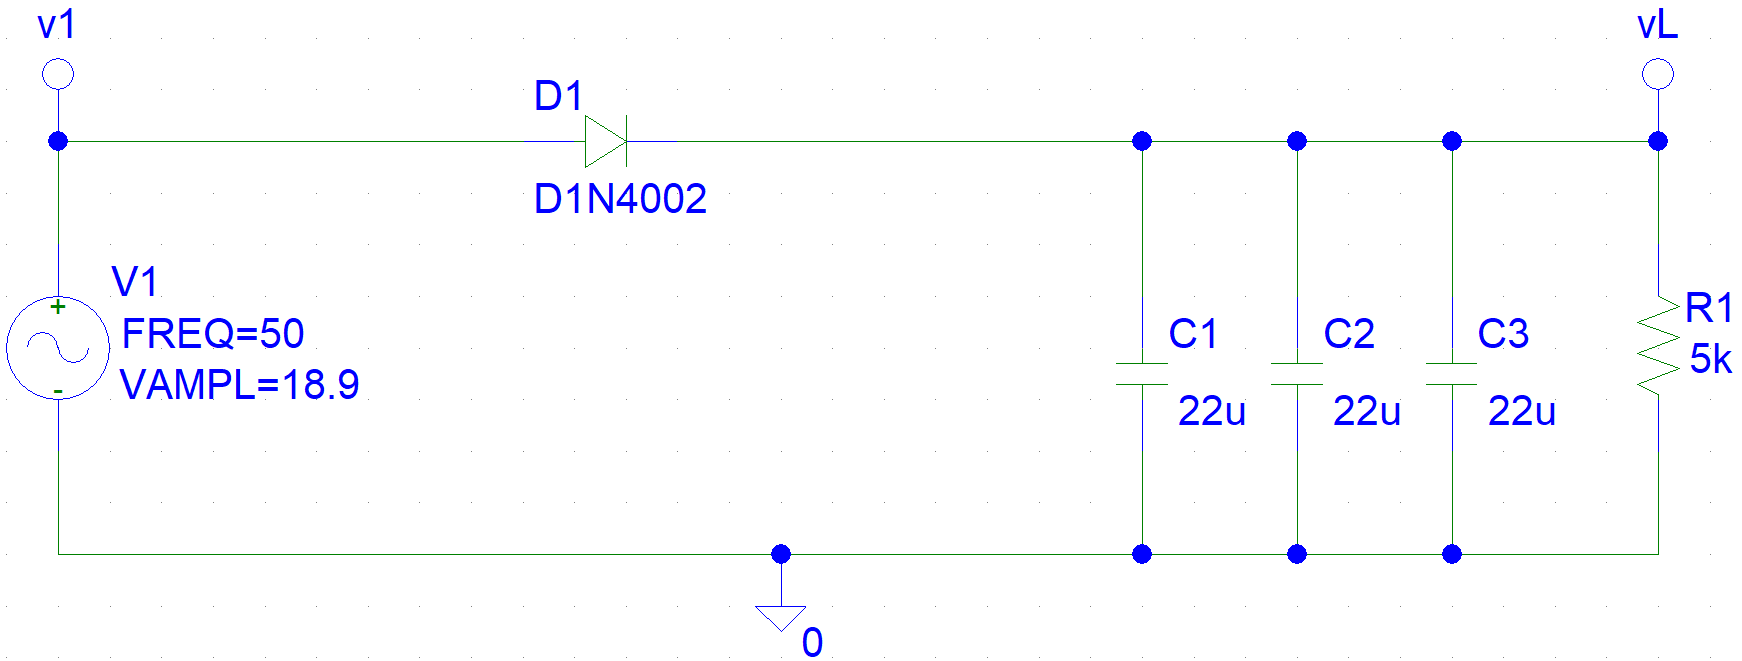 v1
vL
D1
D1N4002
V1
FREQ=50
VAMPL=18.9
+
-
C1
22u
C2
22u
C3
22u
R1
5k
0